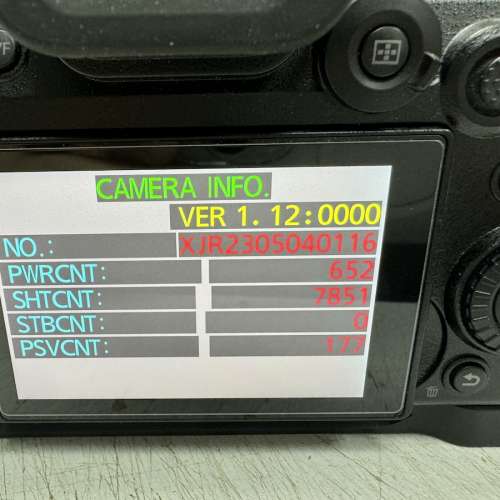 CAMERA INFO.
VER 1. 12:0000
NO.: XJR2305040116
PWRCNT: 652
SHTCNT: 7851
STBCNT: 0
PSVCNT: 177